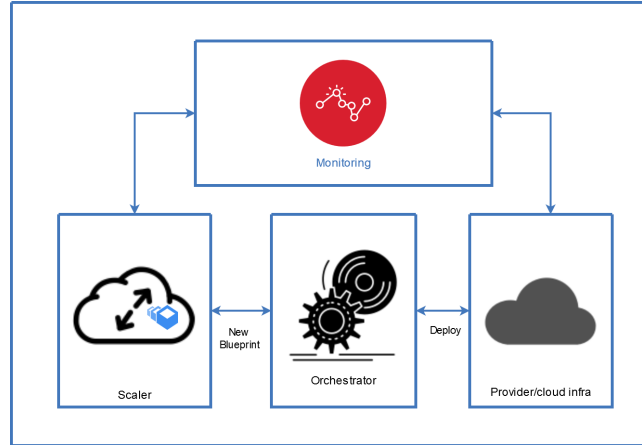 Monitoring
New
Blueprint
Deploy
Scaler
Orchestrator
Provider/cloud infra